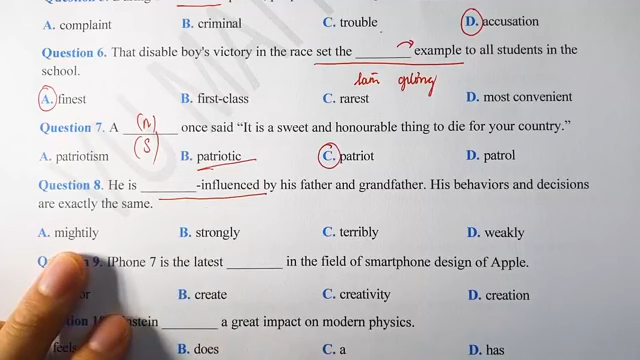 A. complaint B. criminal C. trouble D. accusation
Question 6. That disable boy's victory in the race set the ________ example to all students in the
school.
làm gương
A. finest B. first-class C. rarest D. most convenient
(n)
Question 7. A ________ once said “It is a sweet and honourable thing to die for your country.”
(S)
A. patriotism B. patriotic C. patriot D. patrol
Question 8. He is ________-influenced by his father and grandfather. His behaviors and decisions
are exactly the same.
A. mightily B. strongly C. terribly D. weakly
9. IPhone 7 is the latest ________ in the field of smartphone design of Apple.
B. create C. creativity D. creation
________ a great impact on modern physics.
feels B. does C. a D. has